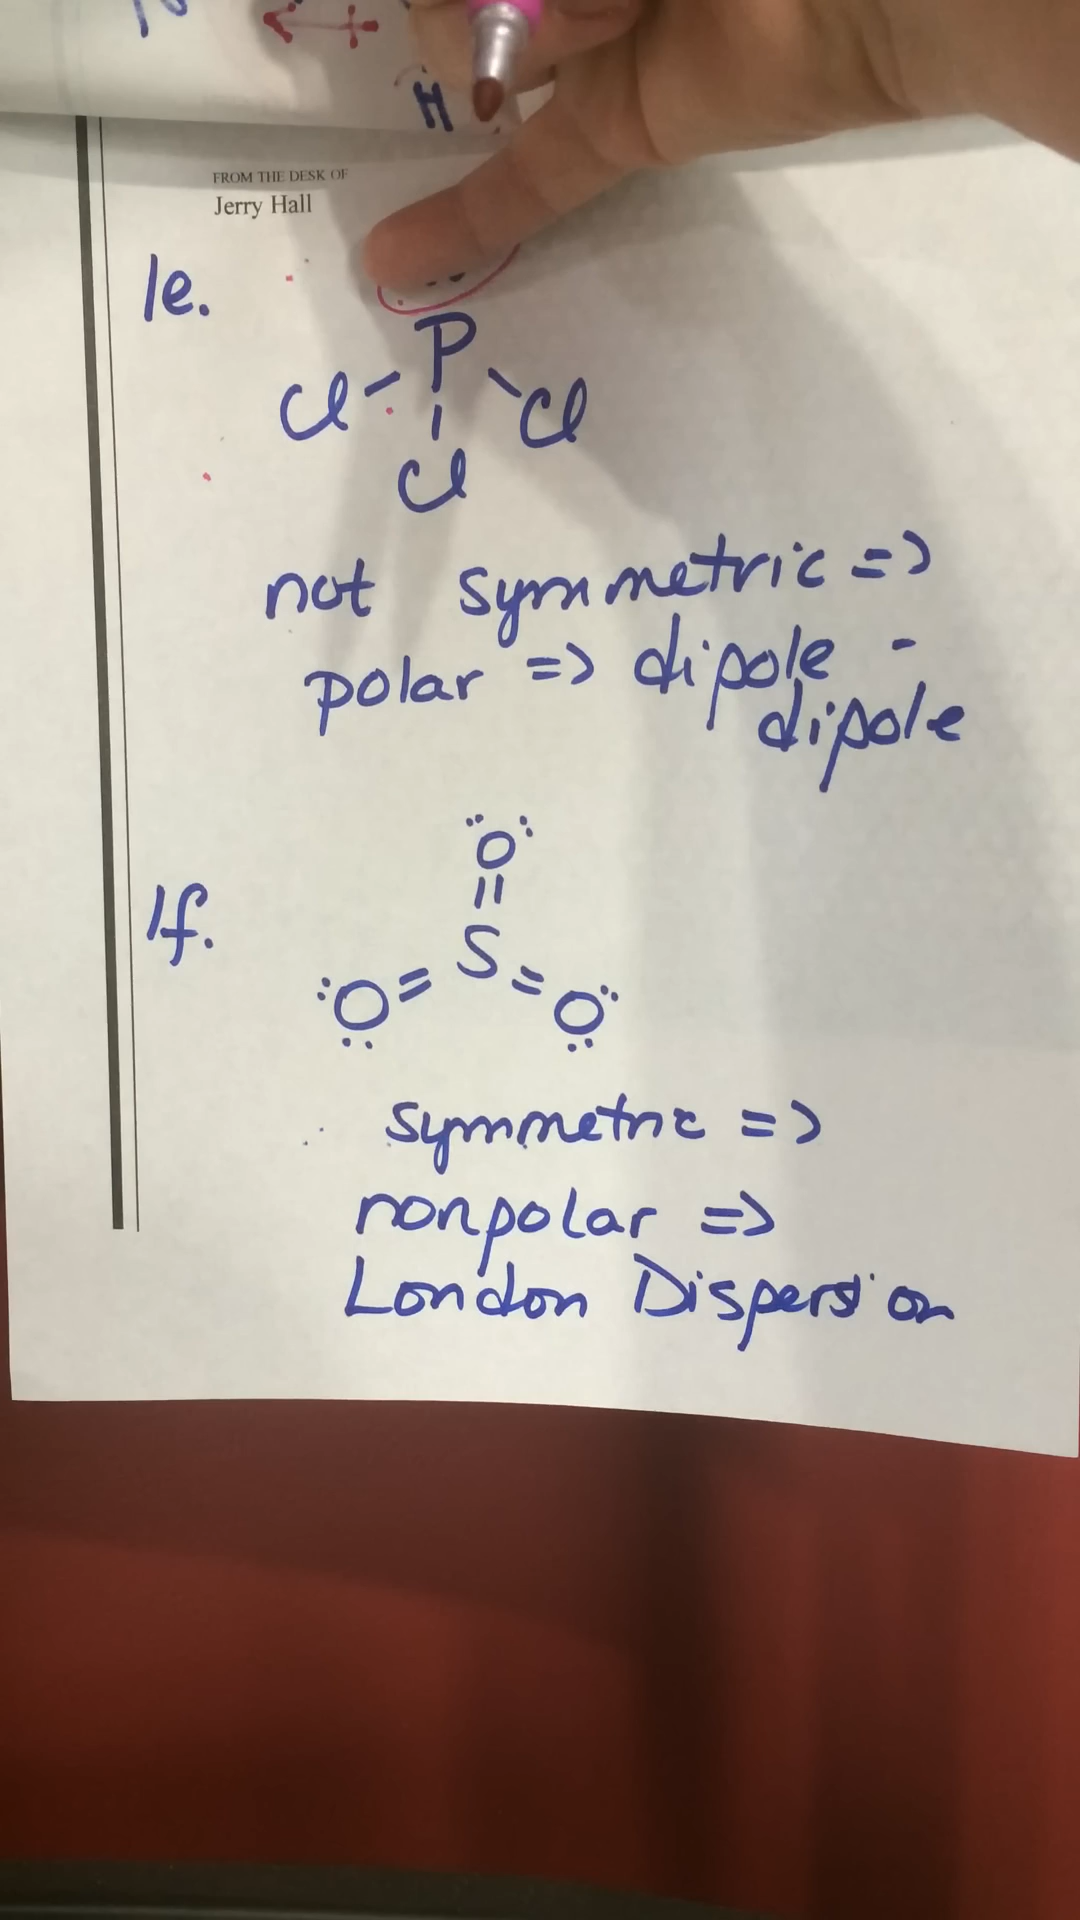 H
FROM THE DESK OF
Jerry Hall
1e.
P
Cl - - Cl
Cl
not symmetric =>
polar => dipole -
dipole
1f.
O
S
O = = O
symmetric =>
nonpolar =>
London Dispersion